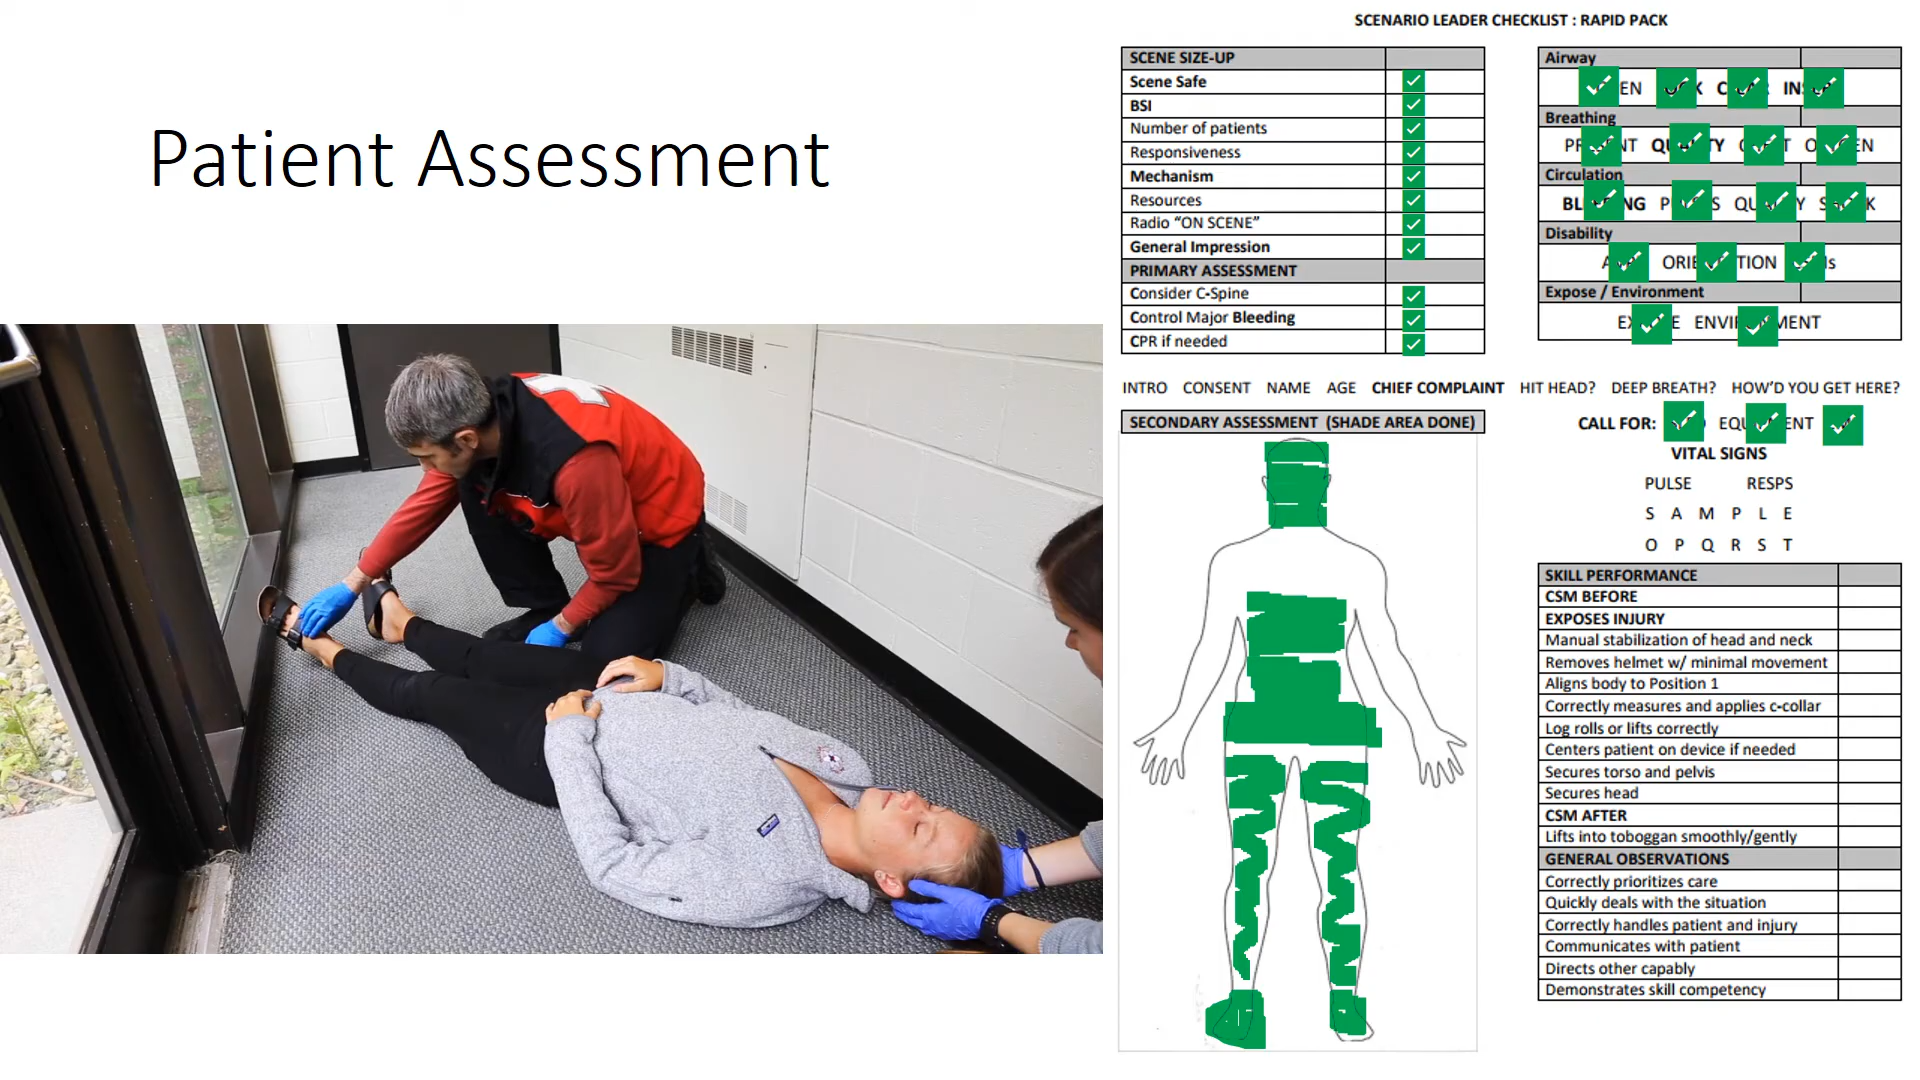 Patient Assessment
SCENARIO LEADER CHECKLIST : RAPID PACK
SCENE SIZE-UP
Scene Safe
BSI
Number of patients
Responsiveness
Mechanism
Resources
Radio “ON SCENE”
General Impression
PRIMARY ASSESSMENT
Consider C-Spine
Control Major Bleeding
CPR if needed
Airway
Breathing
Circulation
Disability
Expose / Environment
INTRO CONSENT NAME AGE CHIEF COMPLAINT HIT HEAD? DEEP BREATH? HOW'D YOU GET HERE?
SECONDARY ASSESSMENT (SHADE AREA DONE)
CALL FOR:
VITAL SIGNS
PULSE RESPS
S A M P L E
O P Q R S T
SKILL PERFORMANCE
CSM BEFORE
EXPOSES INJURY
Manual stabilization of head and neck
Removes helmet w/ minimal movement
Aligns body to Position 1
Correctly measures and applies c-collar
Log rolls or lifts correctly
Centers patient on device if needed
Secures torso and pelvis
Secures head
CSM AFTER
Lifts into toboggan smoothly/gently
GENERAL OBSERVATIONS
Correctly prioritizes care
Quickly deals with the situation
Correctly handles patient and injury
Communicates with patient
Directs other capably
Demonstrates skill competency